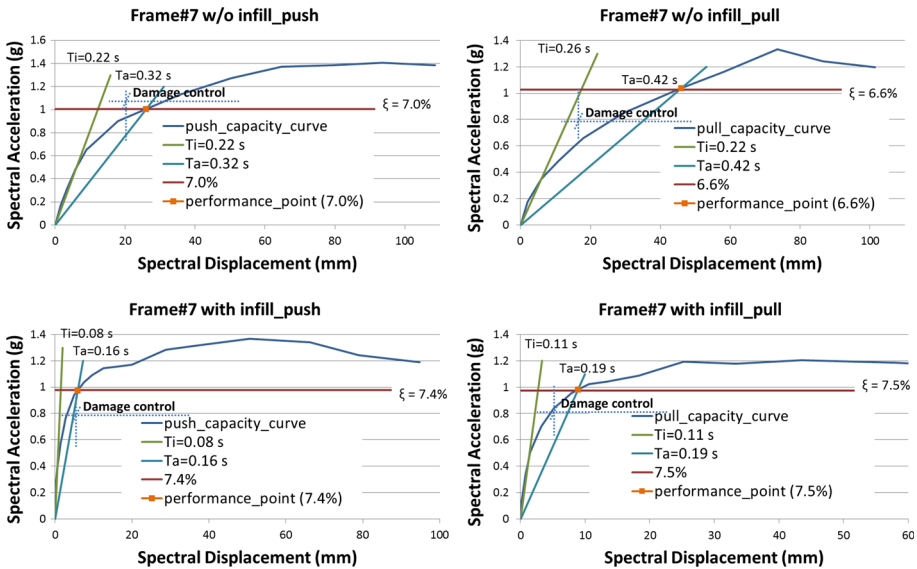 Frame#7 w/o infill_push
Spectral Acceleration (g)
1.6
1.4
1.2
1
0.8
0.6
0.4
0.2
0
Ti=0.22 s
Ta=0.32 s
Damage control
ξ = 7.0%
push_capacity_curve
Ti=0.22 s
Ta=0.32 s
7.0%
performance_point (7.0%)
0 20 40 60 80 100
Spectral Displacement (mm)
Frame#7 w/o infill_pull
Spectral Acceleration (g)
1.4
1.2
1
0.8
0.6
0.4
0.2
0
Ti=0.26 s
Ta=0.42 s
ξ = 6.6%
Damage control
pull_capacity_curve
Ti=0.22 s
Ta=0.42 s
6.6%
performance_point (6.6%)
0 20 40 60 80 100
Spectral Displacement (mm)
Frame#7 with infill_push
Spectral Acceleration (g)
1.4
1.2
1
0.8
0.6
0.4
0.2
0
Ti=0.08 s
Ta=0.16 s
ξ = 7.4%
Damage control
push_capacity_curve
Ti=0.08 s
Ta=0.16 s
7.4%
performance_point (7.4%)
0 20 40 60 80 100
Spectral Displacement (mm)
Frame#7 with infill_pull
Spectral Acceleration (g)
1.4
1.2
1
0.8
0.6
0.4
0.2
0
Ti=0.11 s
Ta=0.19 s
ξ = 7.5%
Damage control
pull_capacity_curve
Ti=0.11 s
Ta=0.19 s
7.5%
performance_point (7.5%)
0 10 20 30 40 50 60
Spectral Displacement (mm)